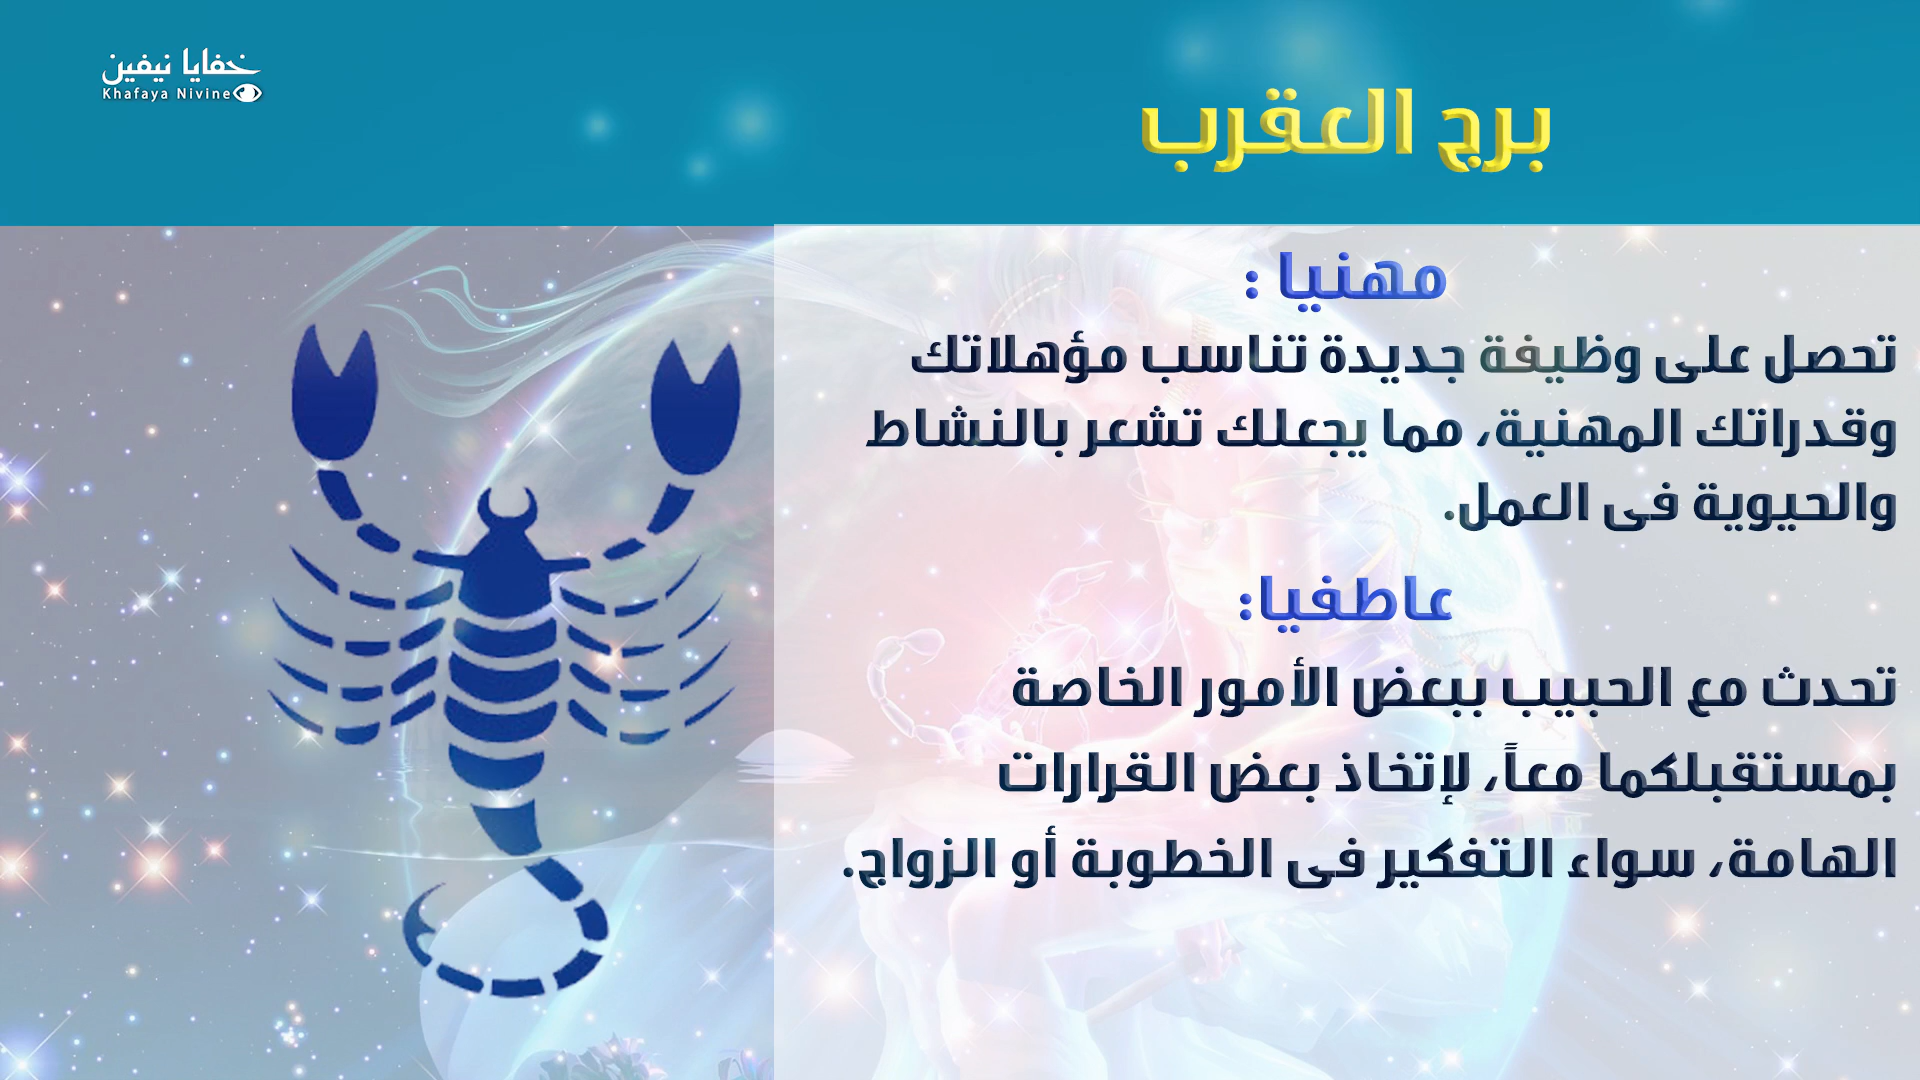 خفايا نيفين
Khafaya Nivine
برج العقرب
مهنيا :
تحصل على وظيفة جديدة تناسب مؤهلاتك
وقدراتك المهنية، مما يجعلك تشعر بالنشاط
والحيوية فى العمل.
عاطفيا:
تحدث مع الحبيب ببعض الأمور الخاصة
بمستقبلكما معاً، لإتخاذ بعض القرارات
الهامة، سواء التفكير فى الخطوبة أو الزواج.